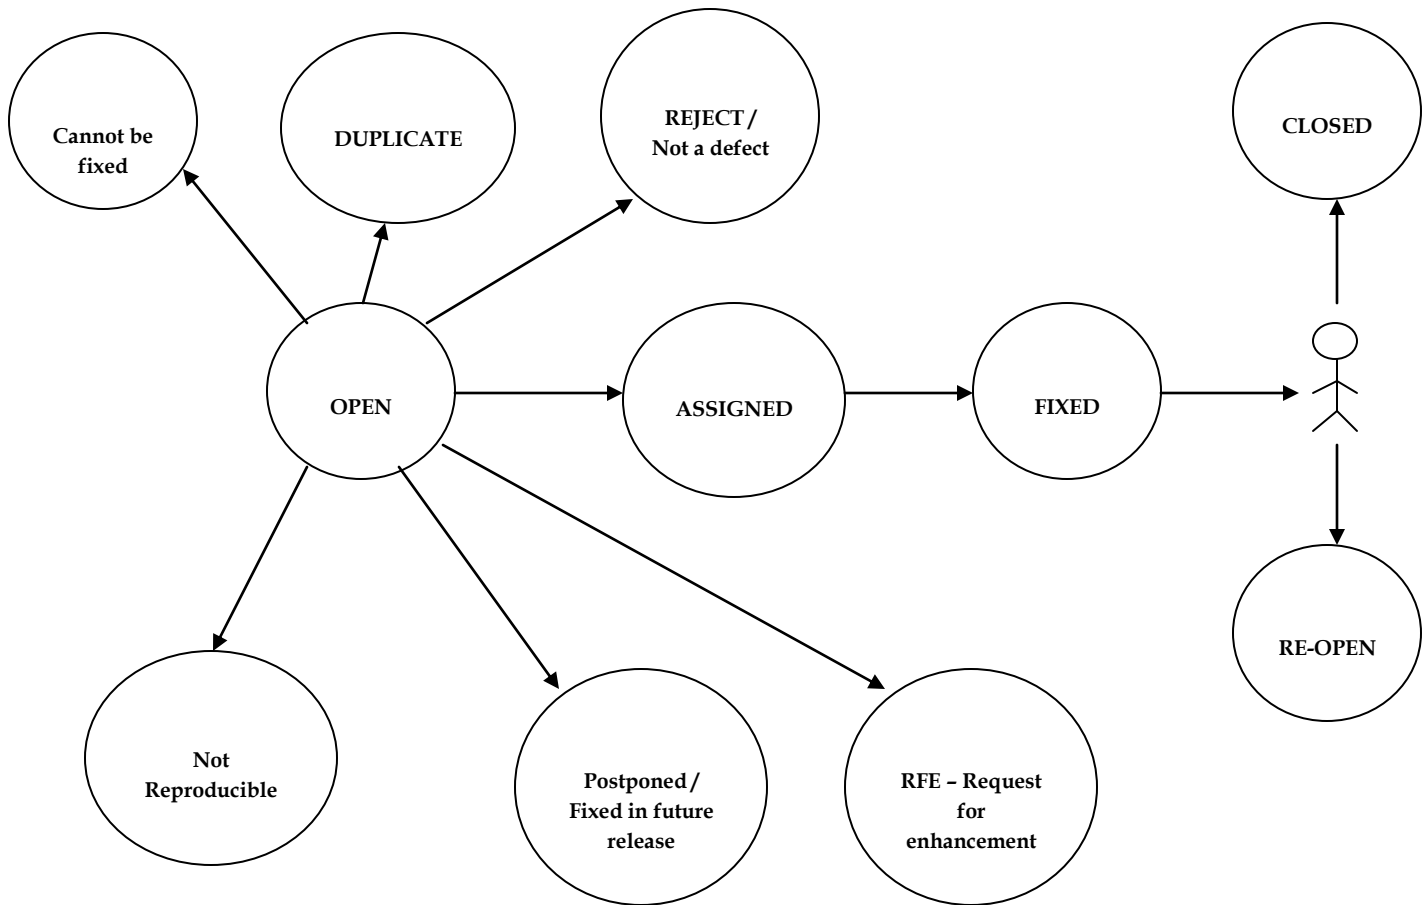 Cannot be
fixed
DUPLICATE
REJECT /
Not a defect
CLOSED
OPEN
ASSIGNED
FIXED
RE-OPEN
Not
Reproducible
Postponed /
Fixed in future
release
RFE – Request
for
enhancement